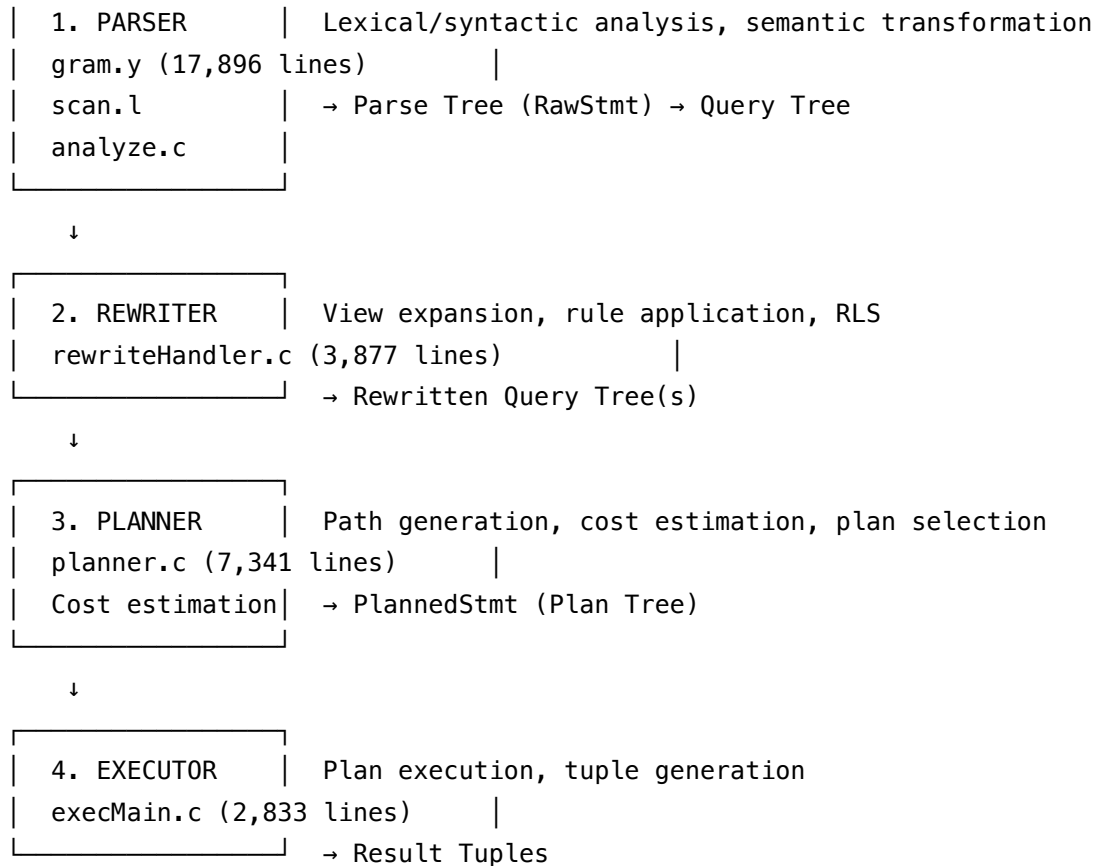 1. PARSER Lexical/syntactic analysis, semantic transformation
gram.y (17,896 lines)
scan.l → Parse Tree (RawStmt) → Query Tree
analyze.c
↓
2. REWRITER View expansion, rule application, RLS
rewriteHandler.c (3,877 lines)
→ Rewritten Query Tree(s)
↓
3. PLANNER Path generation, cost estimation, plan selection
planner.c (7,341 lines)
Cost estimation → PlannedStmt (Plan Tree)
↓
4. EXECUTOR Plan execution, tuple generation
execMain.c (2,833 lines)
→ Result Tuples